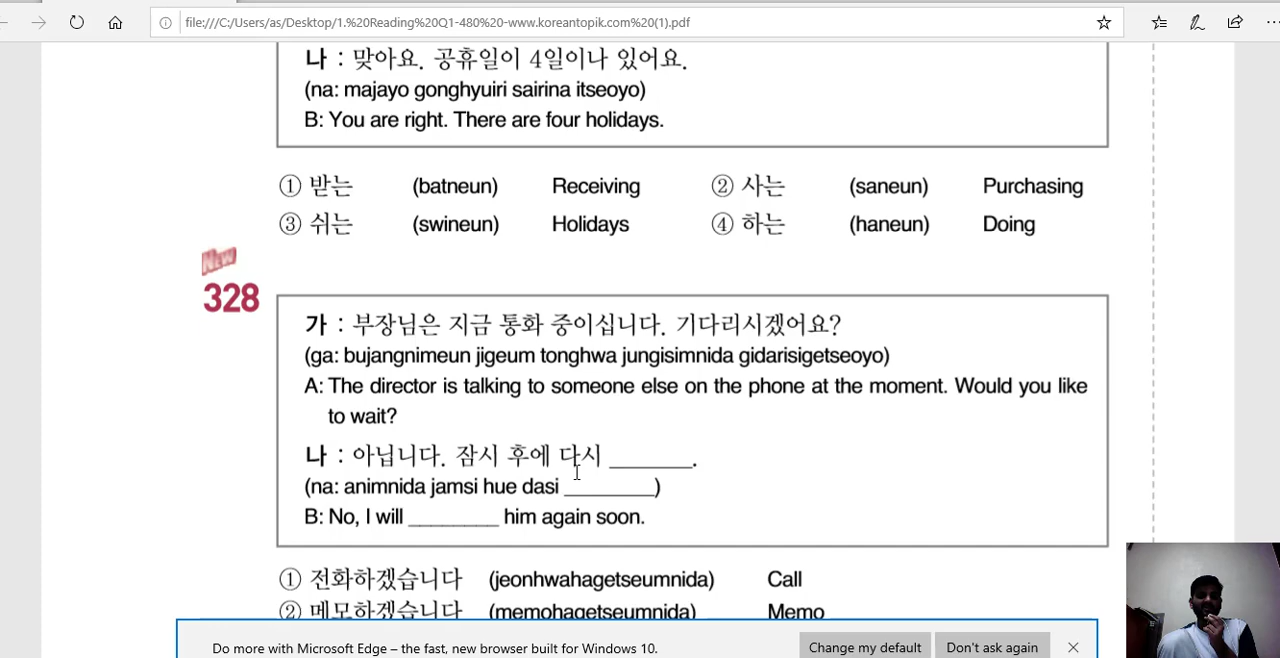 file:///C:/Users/as/Desktop/1.%20Reading%20Q1-480%20-www.koreantopik.com%20(1).pdf
나 : 맞아요. 공휴일이 4일이나 있어요.
(na: majayo gonghyuiri sairina itseoyo)
B: You are right. There are four holidays.
① 받는 (batneun) Receiving ② 사는 (saneun) Purchasing
③ 쉬는 (swineun) Holidays ④ 하는 (haneun) Doing
New
328
가 : 부장님은 지금 통화 중이십니다. 기다리시겠어요?
(ga: bujangnimeun jigeum tonghwa jungisimnida gidarisigetseoyo)
A: The director is talking to someone else on the phone at the moment. Would you like
to wait?
나 : 아닙니다. 잠시 후에 다시 _______.
(na: animnida jamsi hue dasi ________)
B: No, I will ________ him again soon.
① 전화하겠습니다 (jeonhwahagetseumnida) Call
② 메모하겠습니다 (memohagetseumnida) Memo
Do more with Microsoft Edge – the fast, new browser built for Windows 10. Change my default Don't ask again